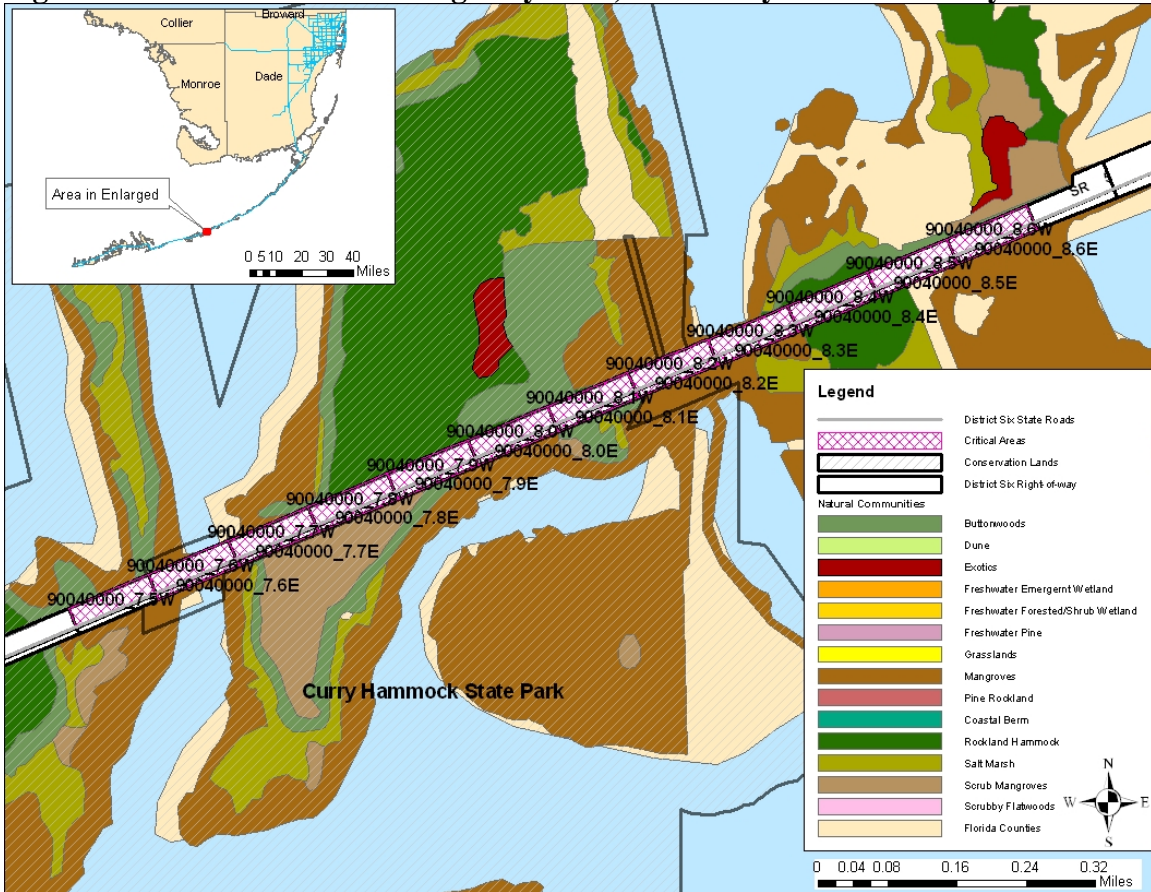 Collier
Broward
Monroe
Dade
Area in Enlarged
0 5 10 20 30 40
Miles
SR
90040000_8.6W
90040000_8.6E
90040000_8.5W
90040000_8.5E
90040000_8.4W
90040000_8.4E
90040000_8.3W
90040000_8.3E
90040000_8.2W
90040000_8.2E
90040000_8.1W
90040000_8.1E
90040000_8.0W
90040000_8.0E
90040000_7.9W
90040000_7.9E
90040000_7.8W
90040000_7.8E
90040000_7.7W
90040000_7.7E
90040000_7.6W
90040000_7.6E
90040000_7.5W
Curry Hammock State Park
Legend
District Six State Roads
Critical Areas
Conservation Lands
District Six Right-of-way
Natural Communities
Buttonwoods
Dune
Exotics
Freshwater Emergernt Wetland
Freshwater Forested/Shrub Wetland
Freshwater Pine
Grasslands
Mangroves
Pine Rockland
Coastal Berm
Rockland Hammock
Salt Marsh
Scrub Mangroves
Scrubby Flatwoods
Florida Counties
N
W E
S
0 0.04 0.08 0.16 0.24 0.32
Miles